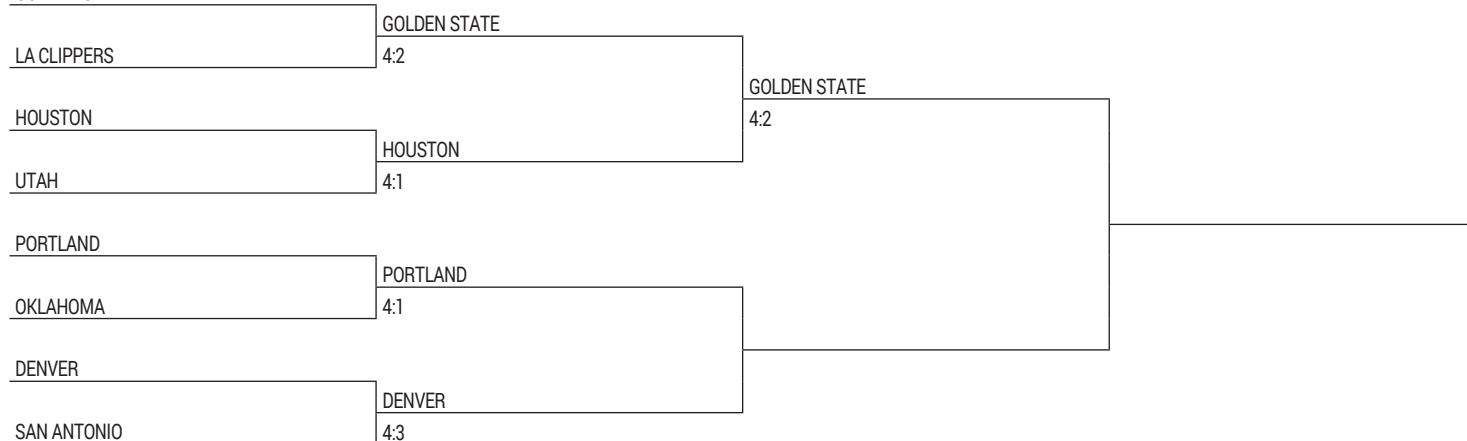 GOLDEN STATE
LA CLIPPERS
4:2
GOLDEN STATE
HOUSTON
4:2
HOUSTON
UTAH
4:1
PORTLAND
PORTLAND
OKLAHOMA
4:1
DENVER
DENVER
SAN ANTONIO
4:3